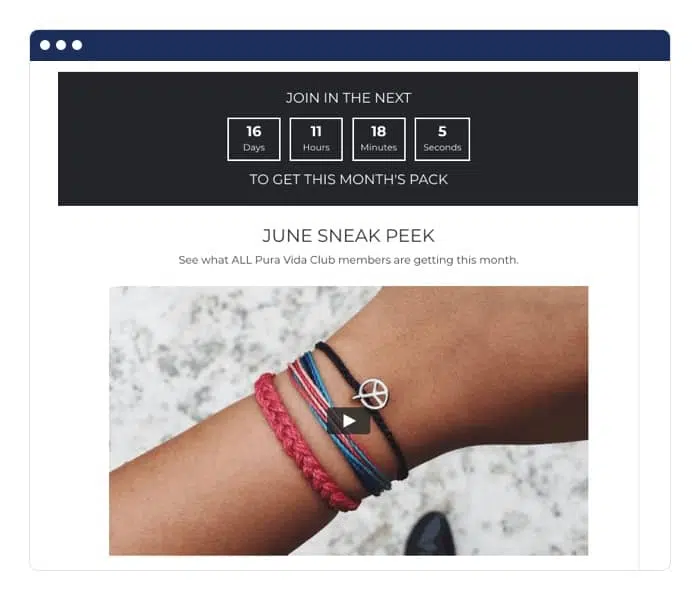 JOIN IN THE NEXT
16 11 18 5
Days Hours Minutes Seconds
TO GET THIS MONTH'S PACK
JUNE SNEAK PEEK
See what ALL Pura Vida Club members are getting this month.